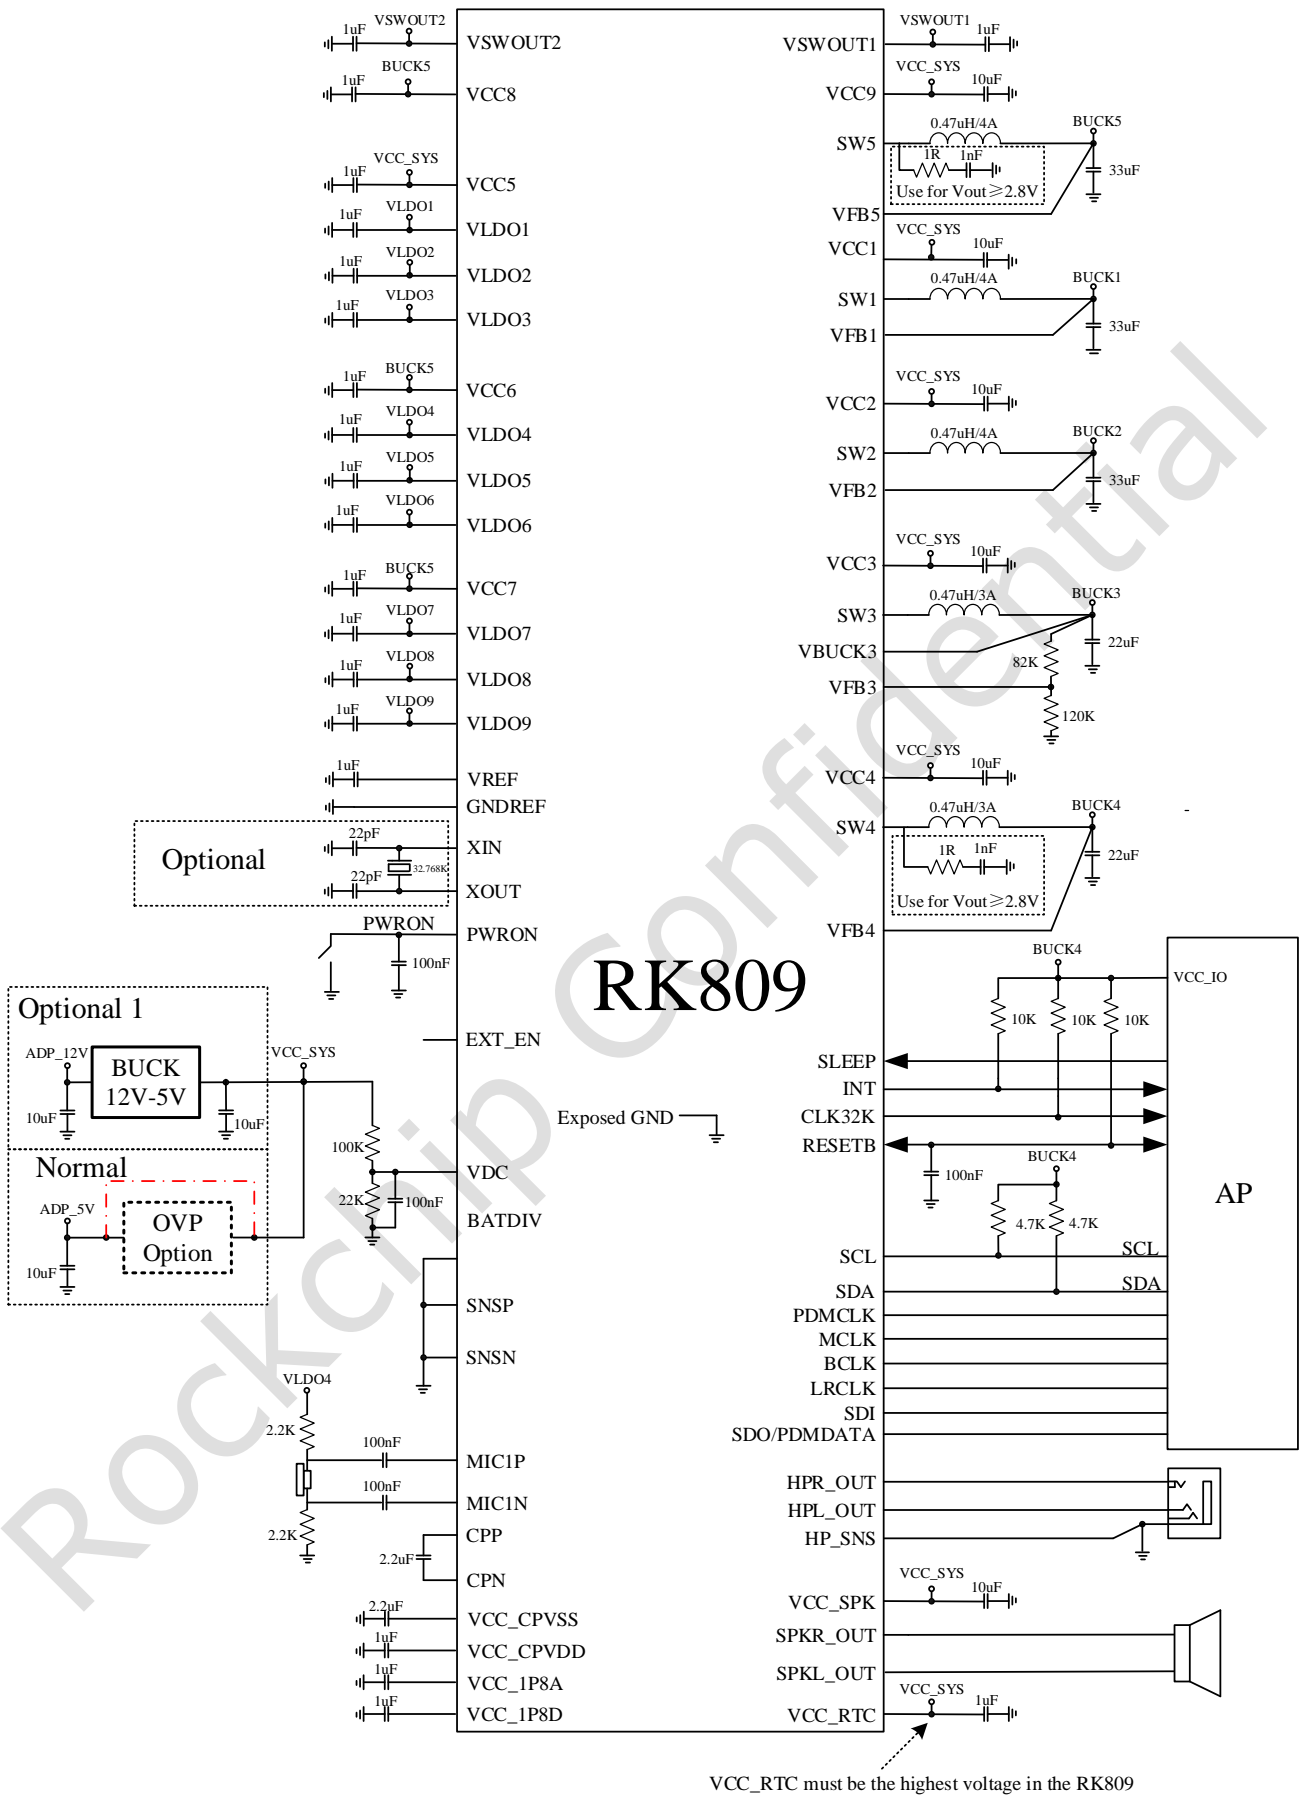 VSWOUT2
1uF
VSWOUT2
BUCK5
1uF
VCC8
VCC_SYS
1uF
VCC5
VLDO1
1uF
VLDO1
VLDO2
1uF
VLDO2
VLDO3
1uF
VLDO3
BUCK5
1uF
VCC6
VLDO4
1uF
VLDO4
VLDO5
1uF
VLDO5
VLDO6
1uF
VLDO6
BUCK5
1uF
VCC7
VLDO7
1uF
VLDO7
VLDO8
1uF
VLDO8
VLDO9
1uF
VLDO9
1uF
VREF
GNDREF
Optional
22pF
XIN
32.768K
22pF
XOUT
PWRON
PWRON
100nF
EXT_EN
Optional 1
ADP_12V
BUCK
12V-5V
VCC_SYS
10uF
10uF
100K
VDC
22K
100nF
BATDIV
Normal
ADP_5V
OVP
Option
10uF
SNSP
SNSN
VLDO4
2.2K
100nF
MIC1P
100nF
MIC1N
2.2K
CPP
2.2uF
CPN
2.2uF
VCC_CPVSS
1uF
VCC_CPVDD
1uF
VCC_1P8A
1uF
VCC_1P8D
RK809
Exposed GND
VSWOUT1
VSWOUT1
1uF
VCC9
VCC_SYS
10uF
SW5
0.47uH/4A
BUCK5
1R
1nF
33uF
Use for Vout≥2.8V
VFB5
VCC_SYS
VCC1
10uF
SW1
0.47uH/4A
BUCK1
33uF
VFB1
VCC_SYS
VCC2
10uF
SW2
0.47uH/4A
BUCK2
33uF
VFB2
VCC_SYS
VCC3
10uF
SW3
0.47uH/3A
BUCK3
22uF
VBUCK3
82K
VFB3
120K
VCC_SYS
VCC4
10uF
SW4
0.47uH/3A
BUCK4
-
1R
1nF
22uF
Use for Vout≥2.8V
VFB4
BUCK4
VCC_IO
10K
10K
10K
SLEEP
INT
CLK32K
RESETB
100nF
BUCK4
4.7K
4.7K
AP
SCL
SCL
SDA
SDA
PDMCLK
MCLK
BCLK
LRCLK
SDI
SDO/PDMDATA
HPR_OUT
HPL_OUT
HP_SNS
VCC_SYS
VCC_SPK
10uF
SPKR_OUT
SPKL_OUT
VCC_SYS
VCC_RTC
1uF
VCC_RTC must be the highest voltage in the RK809
Rockchip Confidential